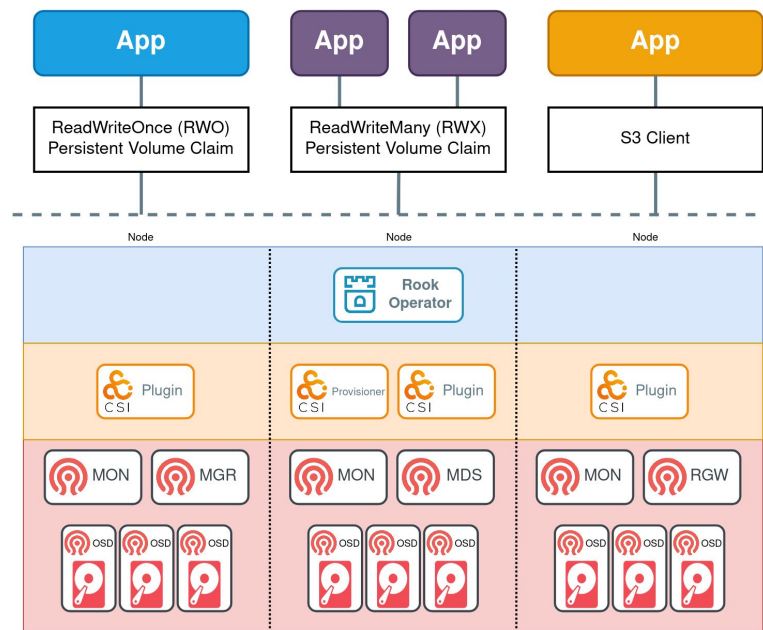 App
App
App
App
ReadWriteOnce (RWO)
Persistent Volume Claim
ReadWriteMany (RWX)
Persistent Volume Claim
S3 Client
Node
Node
Node
Rook
Operator
CSI
Plugin
CSI
Provisioner
CSI
Plugin
CSI
Plugin
MON
MGR
MON
MDS
MON
RGW
OSD
OSD
OSD
OSD
OSD
OSD
OSD
OSD
OSD